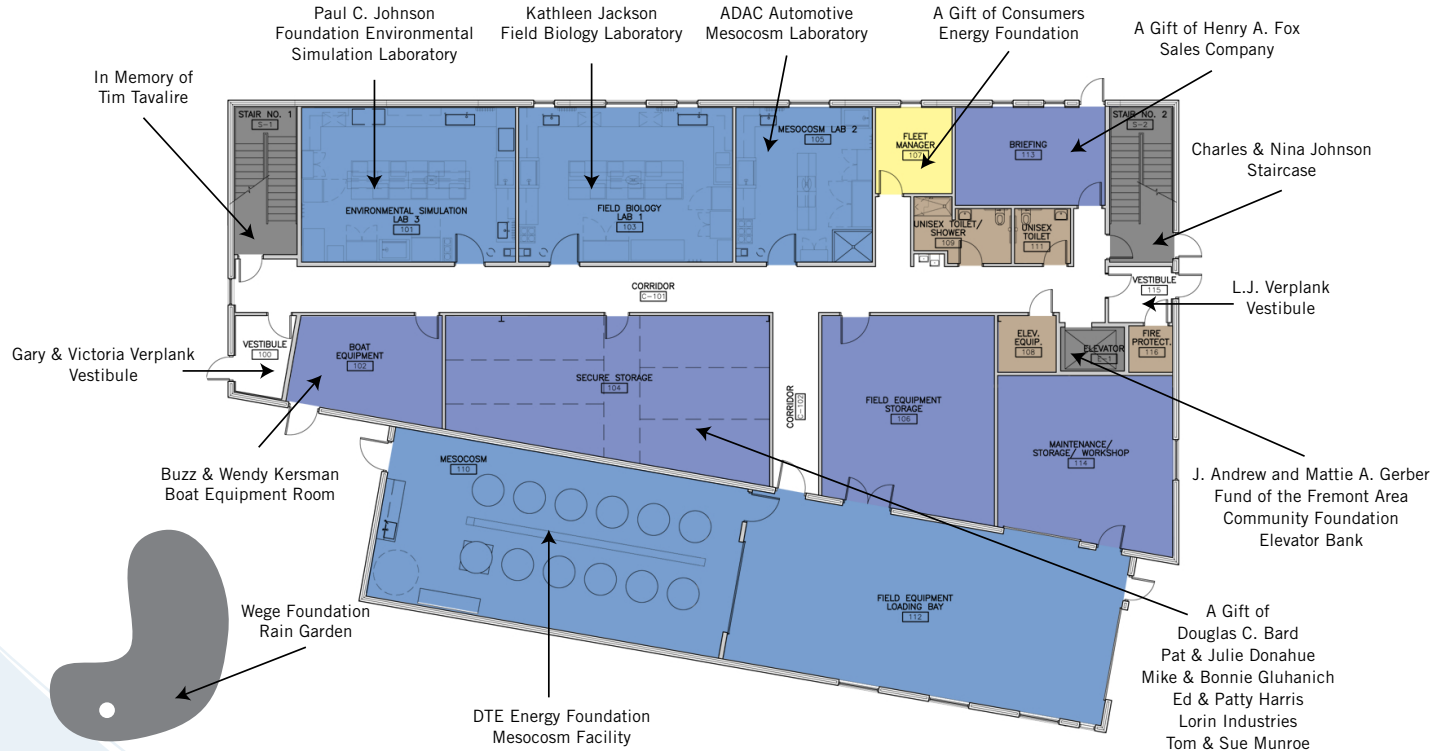 Paul C. Johnson
Foundation Environmental
Simulation Laboratory
Kathleen Jackson
Field Biology Laboratory
ADAC Automotive
Mesocosm Laboratory
A Gift of Consumers
Energy Foundation
A Gift of Henry A. Fox
Sales Company
In Memory of
Tim Tavalire
STAIR NO. 1
S-1
ENVIRONMENTAL SIMULATION
LAB 3
101
FIELD BIOLOGY
LAB 1
103
MESOCOSM LAB 2
105
FLEET
MANAGER
107
BRIEFING
113
STAIR NO. 2
S-2
Charles & Nina Johnson
Staircase
UNISEX TOILET/
SHOWER
109
UNISEX
TOILET
111
CORRIDOR
C-101
VESTIBULE
115
L.J. Verplank
Vestibule
Gary & Victoria Verplank
Vestibule
VESTIBULE
100
BOAT
EQUIPMENT
102
SECURE STORAGE
104
CORRIDOR
C-102
FIELD EQUIPMENT
STORAGE
106
ELEV.
EQUIP.
108
ELEVATOR
E-1
FIRE
PROTECT.
116
MAINTENANCE/
STORAGE/ WORKSHOP
114
Buzz & Wendy Kersman
Boat Equipment Room
MESOCOSM
110
FIELD EQUIPMENT
LOADING BAY
112
J. Andrew and Mattie A. Gerber
Fund of the Fremont Area
Community Foundation
Elevator Bank
Wege Foundation
Rain Garden
DTE Energy Foundation
Mesocosm Facility
A Gift of
Douglas C. Bard
Pat & Julie Donahue
Mike & Bonnie Gluhanich
Ed & Patty Harris
Lorin Industries
Tom & Sue Munroe